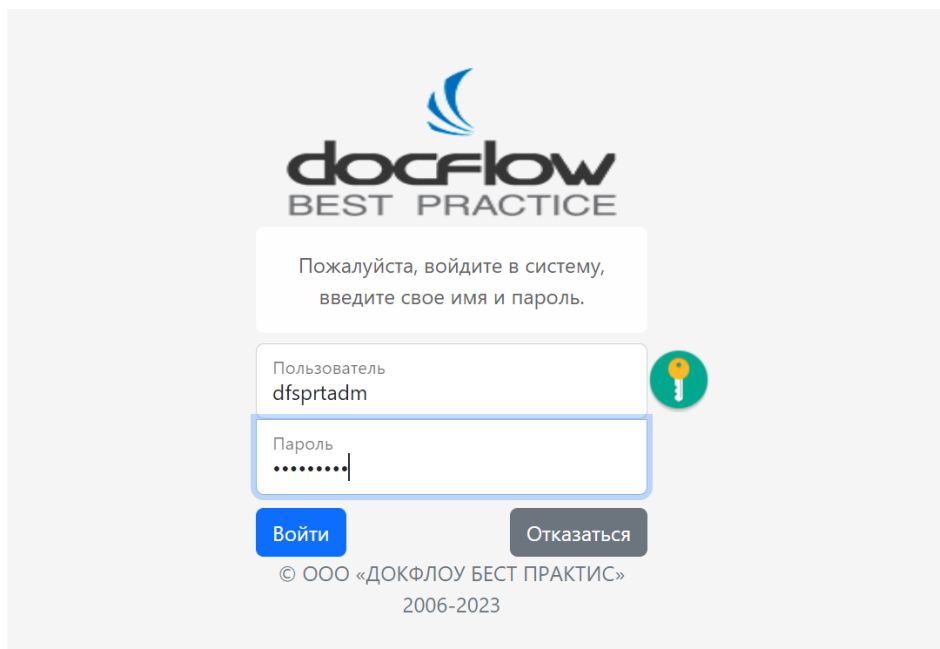 docflow
BEST PRACTICE
Пожалуйста, войдите в систему,
введите свое имя и пароль.
Пользователь
dfsprtadm
Пароль
•••••••••
Войти
Отказаться
© ООО «ДОКФЛОУ БЕСТ ПРАКТИС»
2006-2023